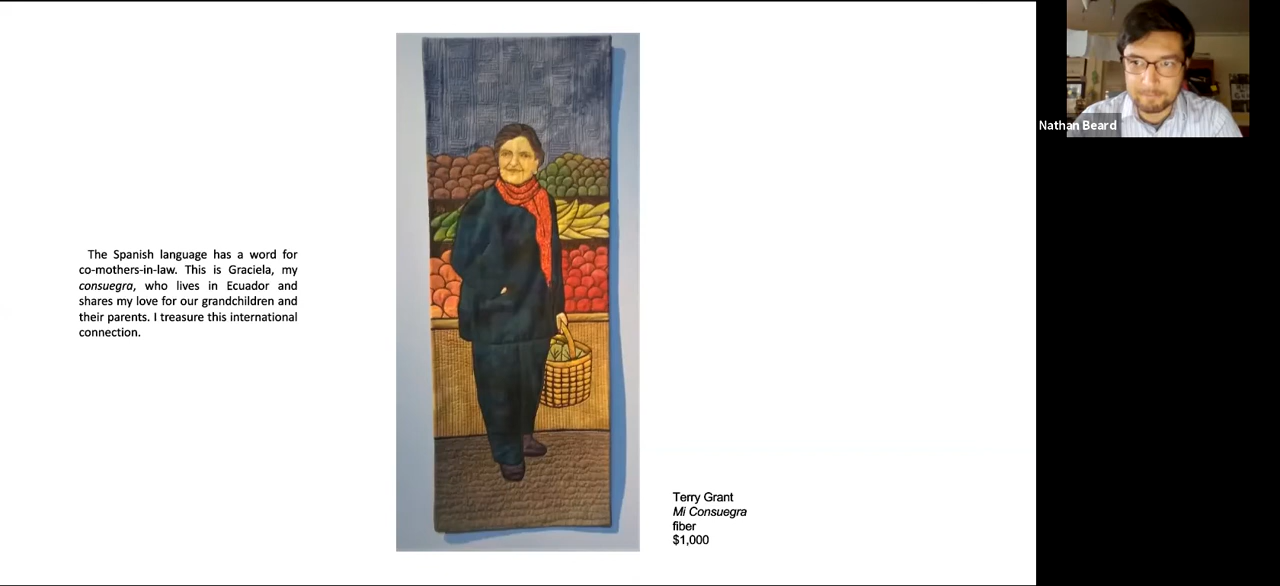 The Spanish language has a word for
co-mothers-in-law. This is Graciela, my
consuegra, who lives in Ecuador and
shares my love for our grandchildren and
their parents. I treasure this international
connection.
Terry Grant
Mi Consuegra
fiber
$1,000
Nathan Beard